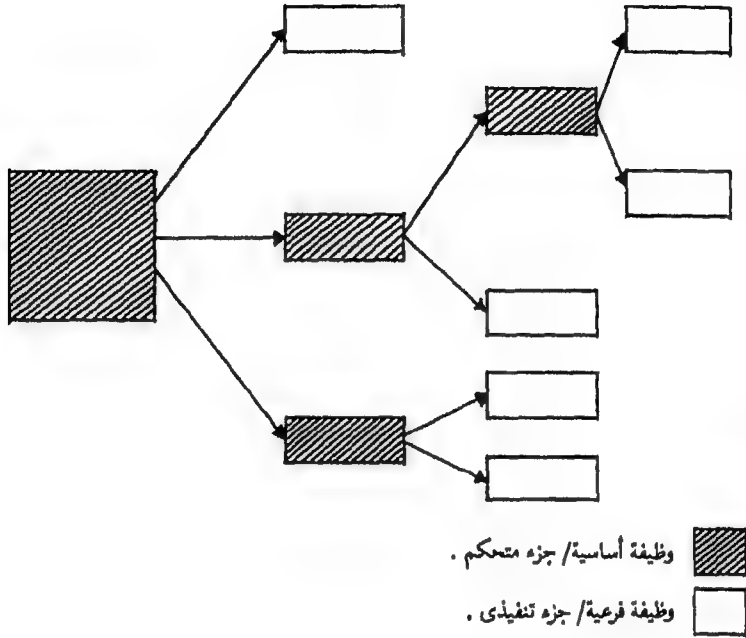 وظيفة أساسية/ جزء متحكم .
وظيفة فرعية/ جزء تنفيذى .